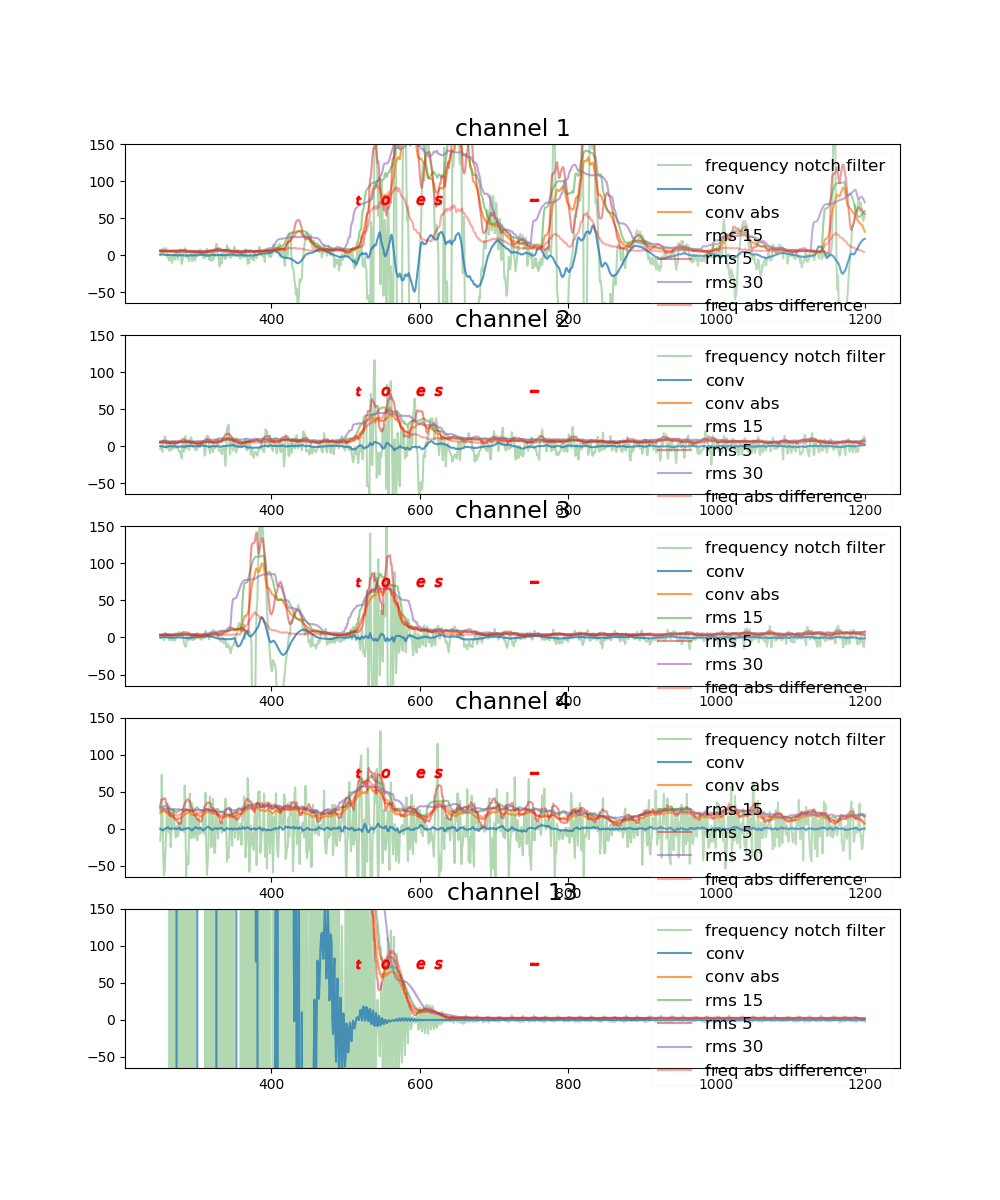 channel 1
150
100
50
0
−50
t o e s −
frequency notch filter
conv
conv abs
rms 15
rms 5
rms 30
freq abs difference
400 600 800 1000 1200
channel 2
150
100
50
0
−50
t o e s −
frequency notch filter
conv
conv abs
rms 15
rms 5
rms 30
freq abs difference
400 600 800 1000 1200
channel 3
150
100
50
0
−50
t o e s −
frequency notch filter
conv
conv abs
rms 15
rms 5
rms 30
freq abs difference
400 600 800 1000 1200
channel 4
150
100
50
0
−50
t o e s −
frequency notch filter
conv
conv abs
rms 15
rms 5
rms 30
freq abs difference
400 600 800 1000 1200
channel 13
150
100
50
0
−50
t o e s −
frequency notch filter
conv
conv abs
rms 15
rms 5
rms 30
freq abs difference
400 600 800 1000 1200